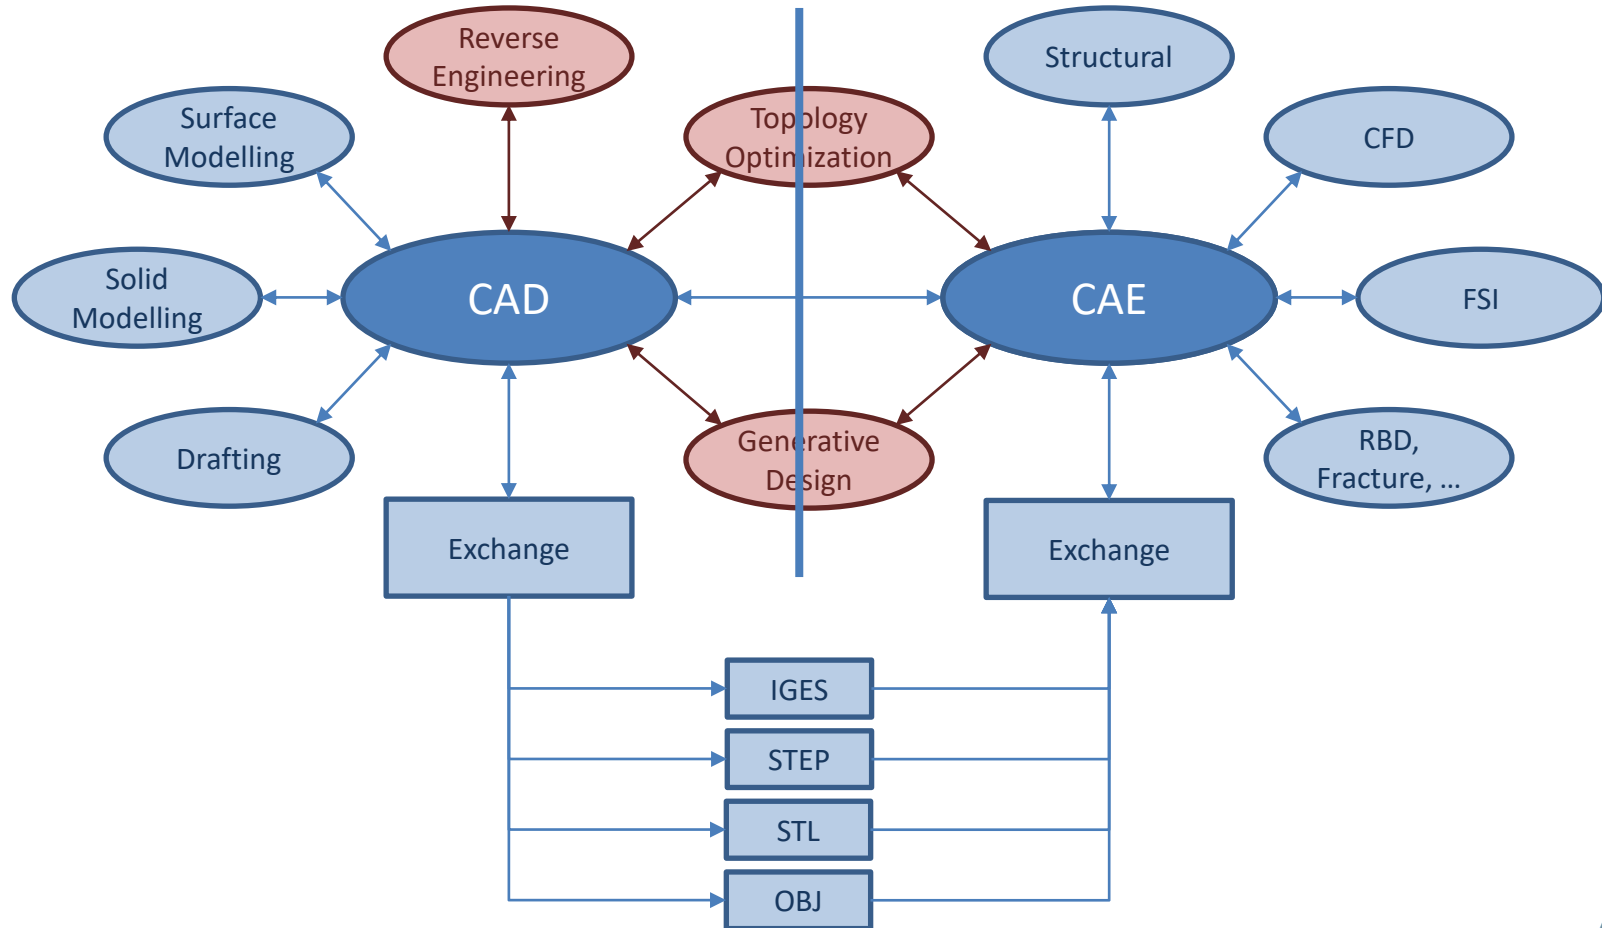 Reverse
Engineering
Structural
Surface
Modelling
Topology
Optimization
CFD
Solid
Modelling
CAD
CAE
FSI
Drafting
Generative
Design
RBD,
Fracture, ...
Exchange
Exchange
IGES
STEP
STL
OBJ